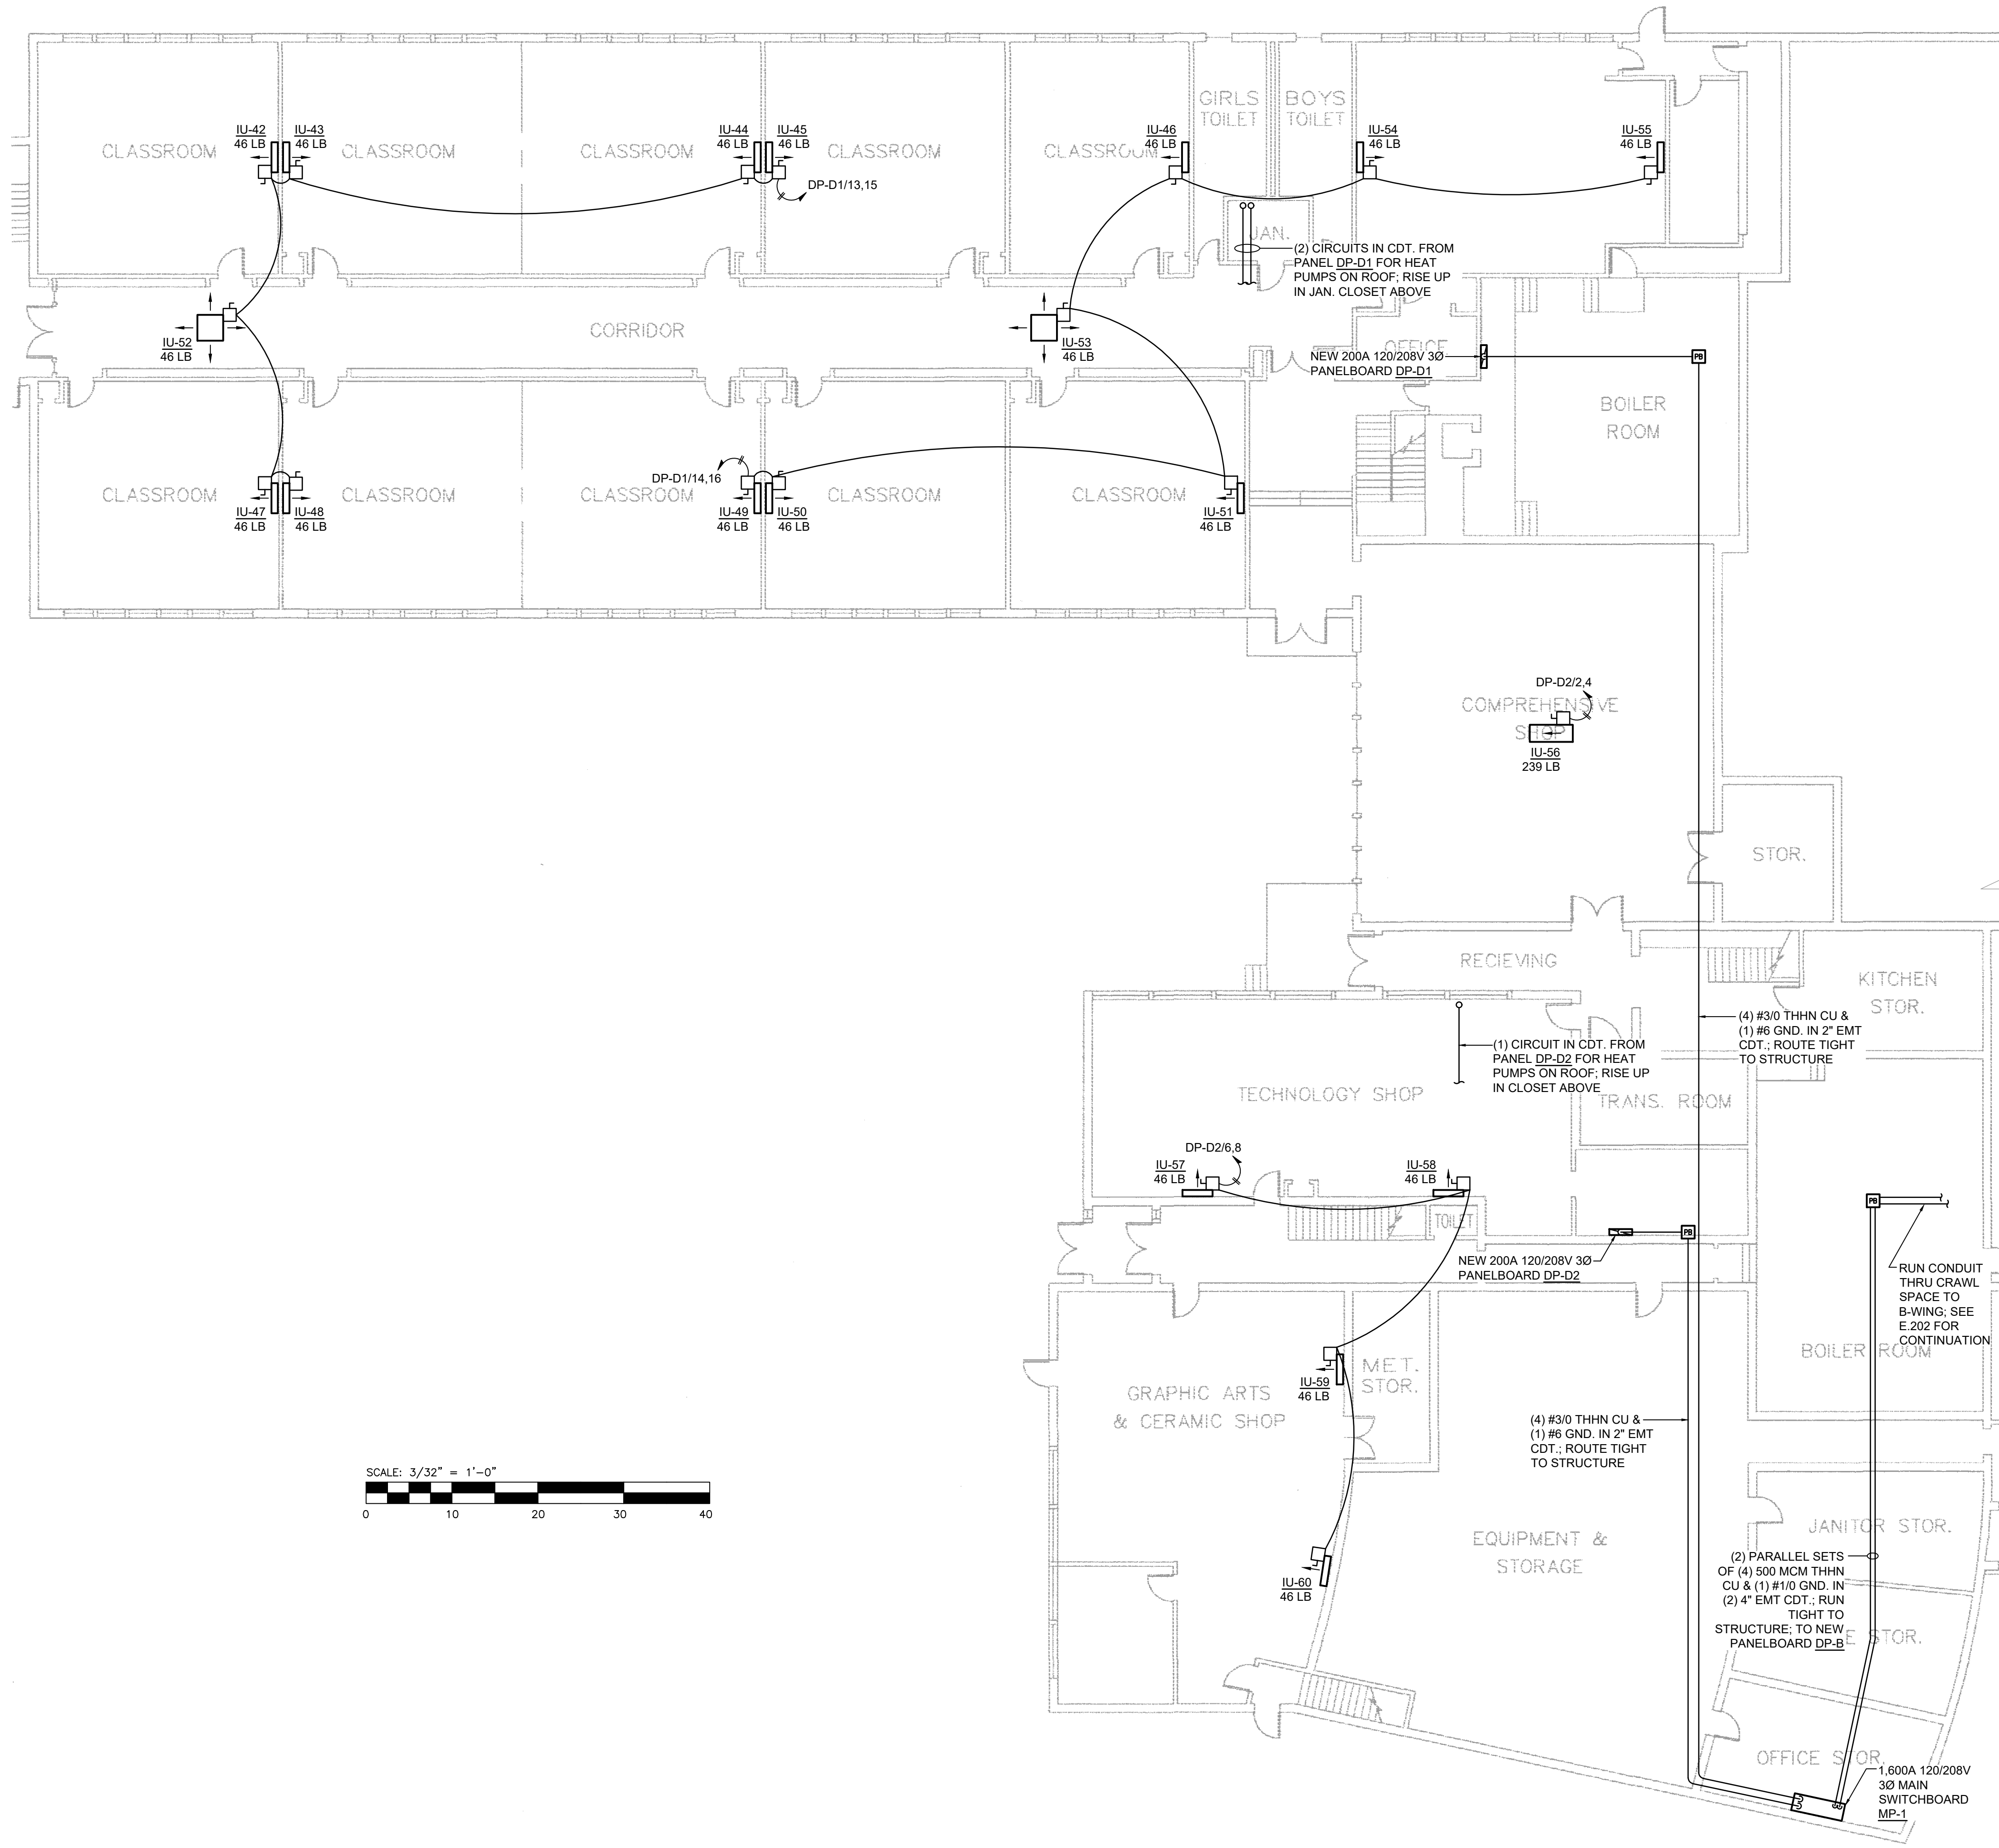 GIRLS
TOILET
BOYS
TOILET
CLASSROOM
IU-42
46 LB
IU-43
46 LB
CLASSROOM
CLASSROOM
IU-44
46 LB
IU-45
46 LB
CLASSROOM
CLASSROOM
IU-46
46 LB
IU-54
46 LB
IU-55
46 LB
DP-D1/13,15
JAN.
(2) CIRCUITS IN CDT. FROM
PANEL DP-D1 FOR HEAT
PUMPS ON ROOF; RISE UP
IN JAN. CLOSET ABOVE
IU-52
46 LB
CORRIDOR
IU-53
46 LB
OFFICE
NEW 200A 120/208V 3Ø
PANELBOARD DP-D1
PB
BOILER
ROOM
DP-D1/14,16
CLASSROOM
IU-47
46 LB
IU-48
46 LB
CLASSROOM
CLASSROOM
IU-49
46 LB
IU-50
46 LB
CLASSROOM
CLASSROOM
IU-51
46 LB
DP-D2/2,4
COMPREHENSIVE
SHOP
IU-56
239 LB
STOR.
RECIEVING
KITCHEN
STOR.
(4) #3/0 THHN CU &
(1) #6 GND. IN 2" EMT
CDT.; ROUTE TIGHT
TO STRUCTURE
(1) CIRCUIT IN CDT. FROM
PANEL DP-D2 FOR HEAT
PUMPS ON ROOF; RISE UP
IN CLOSET ABOVE
TECHNOLOGY SHOP
TRANS. ROOM
DP-D2/6,8
IU-57
46 LB
IU-58
46 LB
TOILET
PB
PB
NEW 200A 120/208V 3Ø
PANELBOARD DP-D2
RUN CONDUIT
THRU CRAWL
SPACE TO
B-WING; SEE
E.202 FOR
CONTINUATION
BOILER ROOM
MET.
STOR.
IU-59
46 LB
GRAPHIC ARTS
& CERAMIC SHOP
(4) #3/0 THHN CU &
(1) #6 GND. IN 2" EMT
CDT.; ROUTE TIGHT
TO STRUCTURE
SCALE: 3/32" = 1'-0"
0 10 20 30 40
EQUIPMENT &
STORAGE
JANITOR STOR.
IU-60
46 LB
(2) PARALLEL SETS
OF (4) 500 MCM THHN
CU & (1) #1/0 GND. IN
(2) 4" EMT CDT.; RUN
TIGHT TO
STRUCTURE; TO NEW
PANELBOARD DP-B
STOR.
OFFICE STOR.
1,600A 120/208V
3Ø MAIN
SWITCHBOARD
MP-1